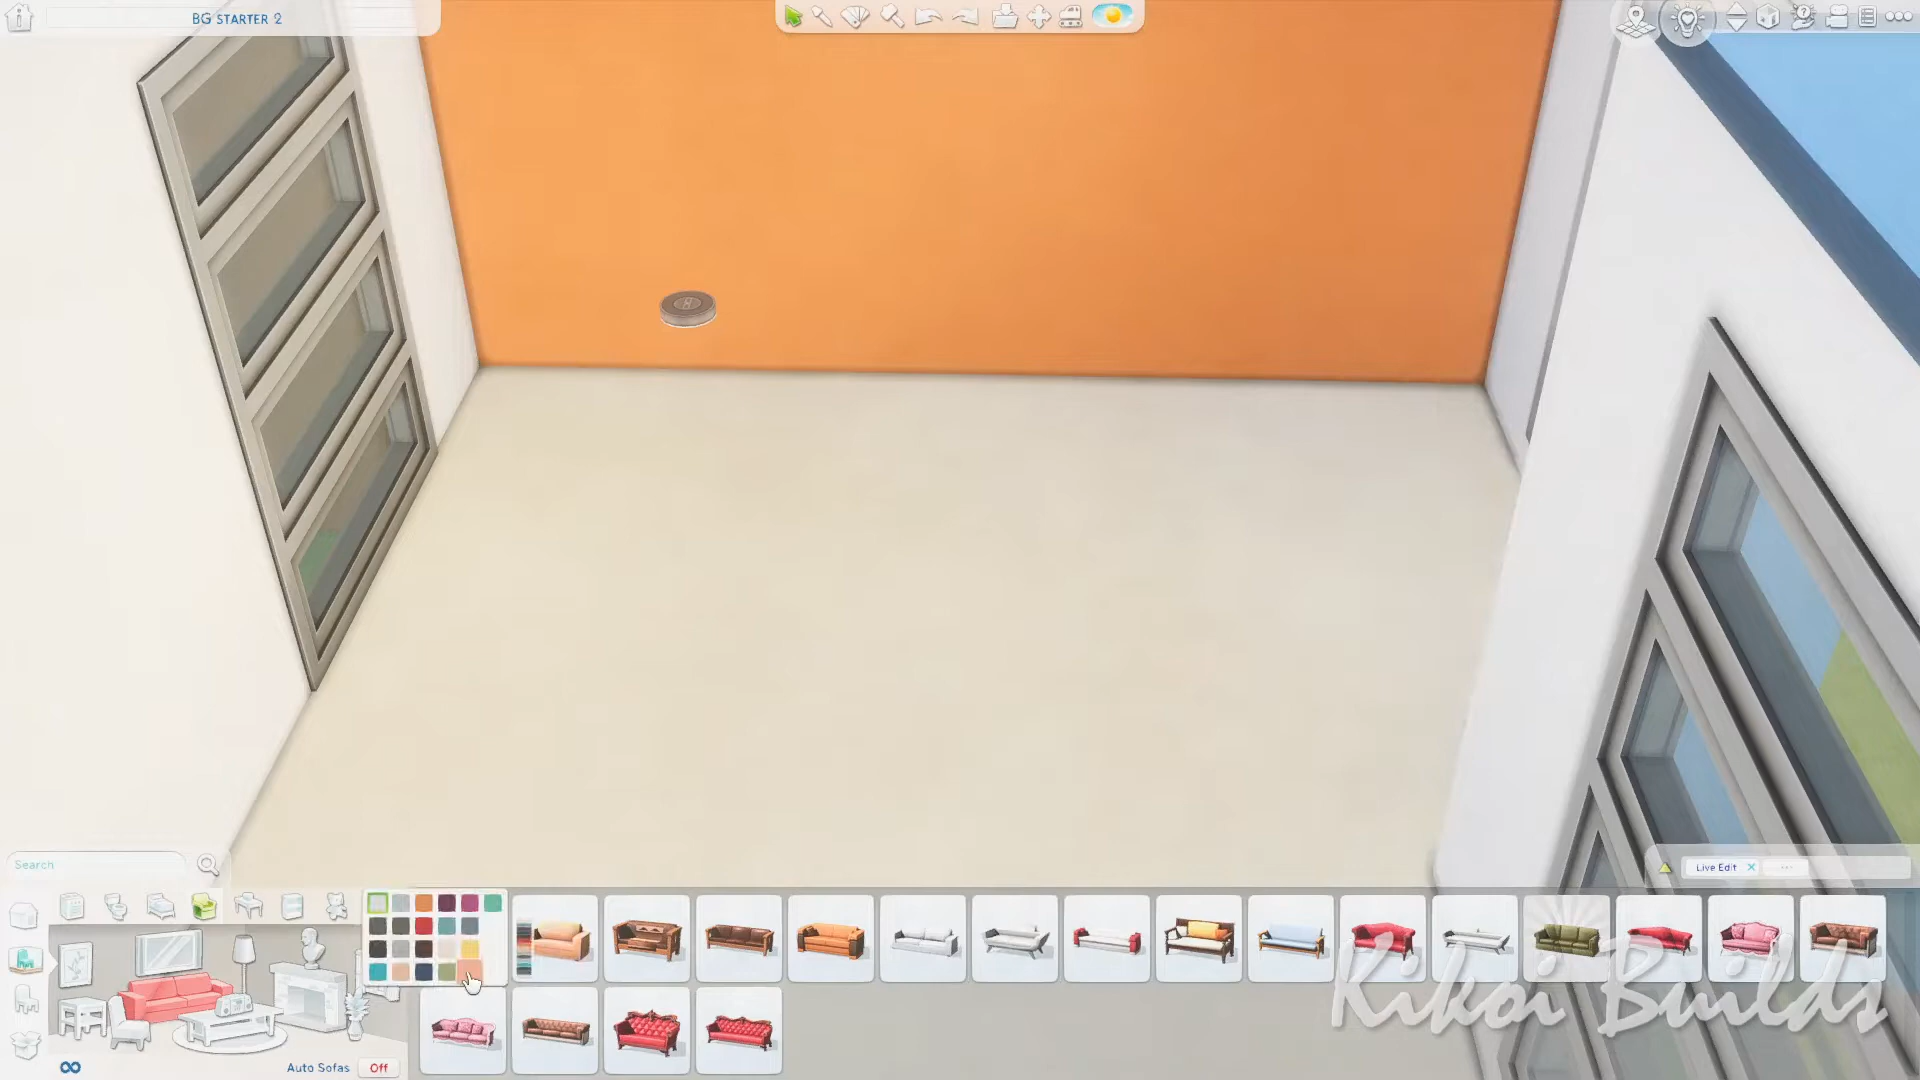 BG STARTER 2
Search
Live Edit
Auto Sofas Off
Kikoi Builds